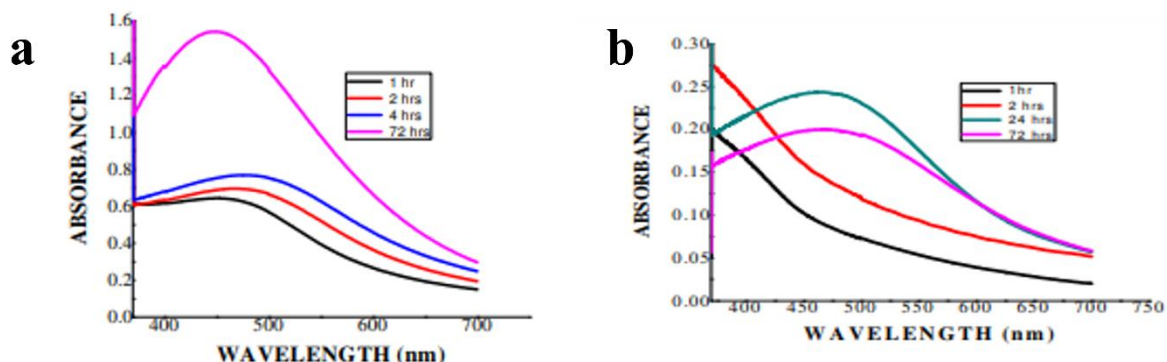 a
1.6
1.4
1.2
1.0
0.8
0.6
0.4
0.2
0.0
ABSORBANCE
1 hr
2 hrs
4 hrs
72 hrs
400 500 600 700
WAVELENGTH (nm)
b
0.30
0.25
0.20
0.15
0.10
0.05
0.00
ABSORBANCE
1hr
2 hrs
24 hrs
72 hrs
400 450 500 550 600 650 700 750
WAVELENGTH (nm)